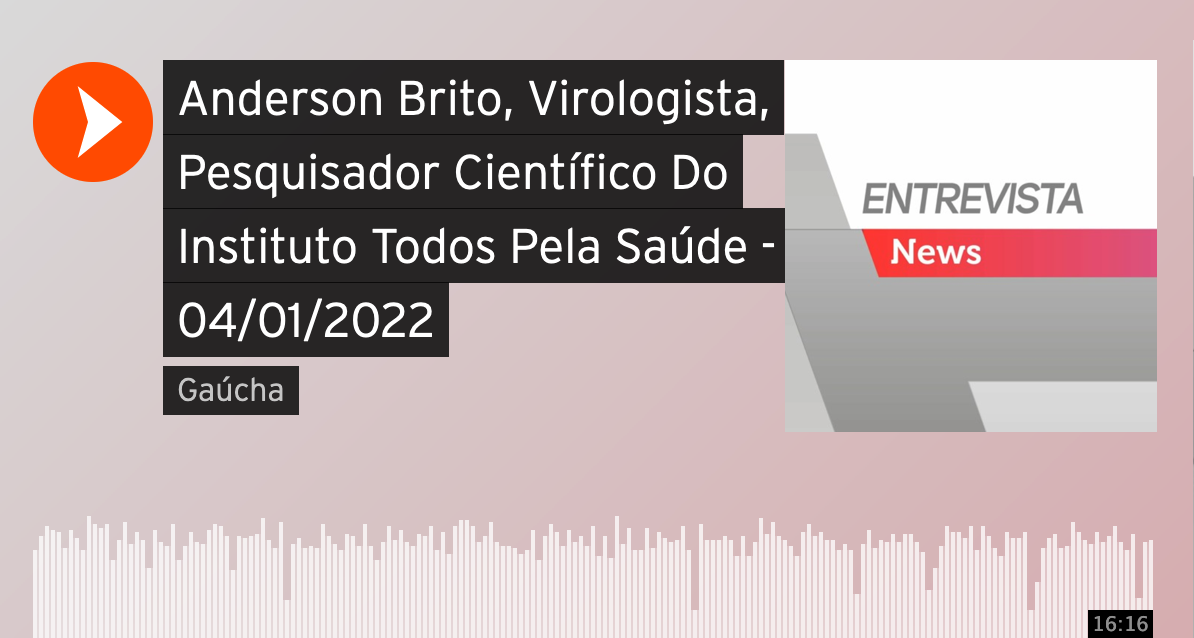 Anderson Brito, Virologista,
Pesquisador Científico Do
Instituto Todos Pela Saúde -
04/01/2022
Gaúcha
ENTREVISTA
News
16:16